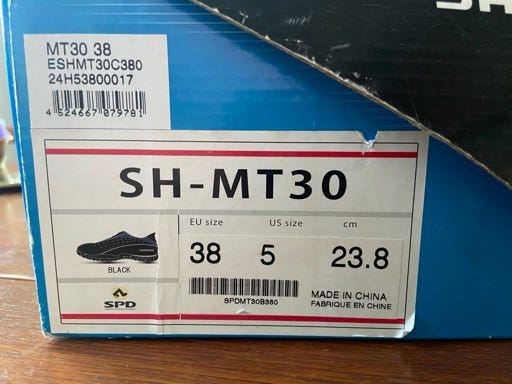 SH
MT30 38
ESHMT30C380
24H53800017
4 524667 079781
SH-MT30
EU size US size cm
38 5 23.8
BLACK
SPD
SPDMT30B380
MADE IN CHINA
FABRIQUE EN CHINE